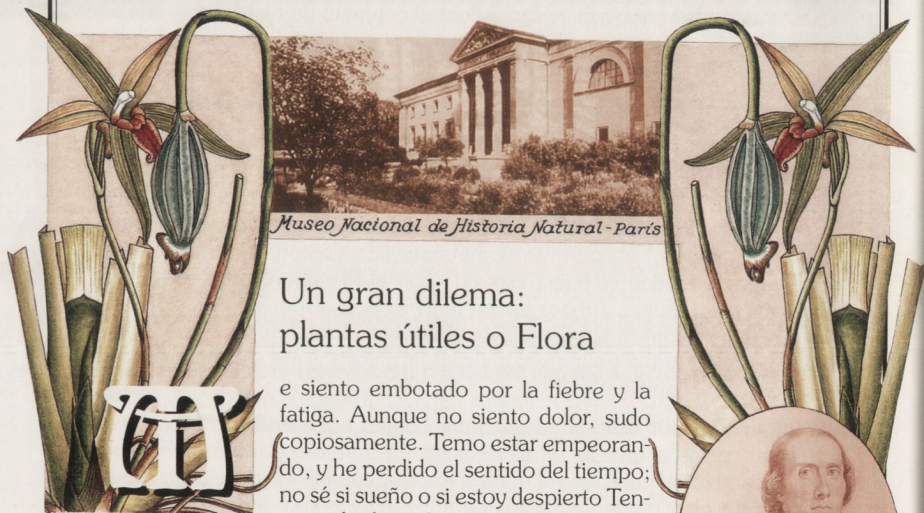 Museo Nacional de Historia Natural - París
Un gran dilema:
plantas útiles o Flora
Me siento embotado por la fiebre y la
fatiga. Aunque no siento dolor, sudo
copiosamente. Temo estar empeoran-
do, y he perdido el sentido del tiempo;
no sé si sueño o si estoy despierto Ten-